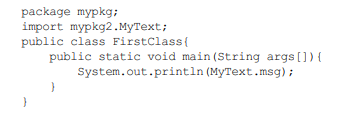 package mypkg;
import mypkg2.MyText;
public class FirstClass{
    public static void main(String args[]){
        System.out.println(MyText.msg);
    }
}